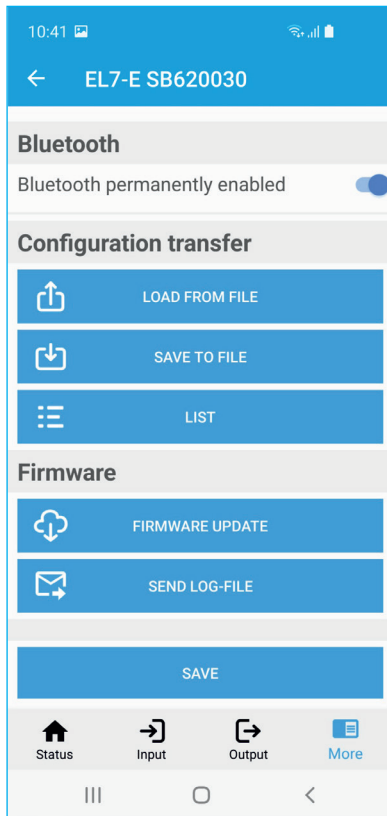 10:41
EL7-E SB620030
Bluetooth
Bluetooth permanently enabled
Configuration transfer
LOAD FROM FILE
SAVE TO FILE
LIST
Firmware
FIRMWARE UPDATE
SEND LOG-FILE
SAVE
Status Input Output More